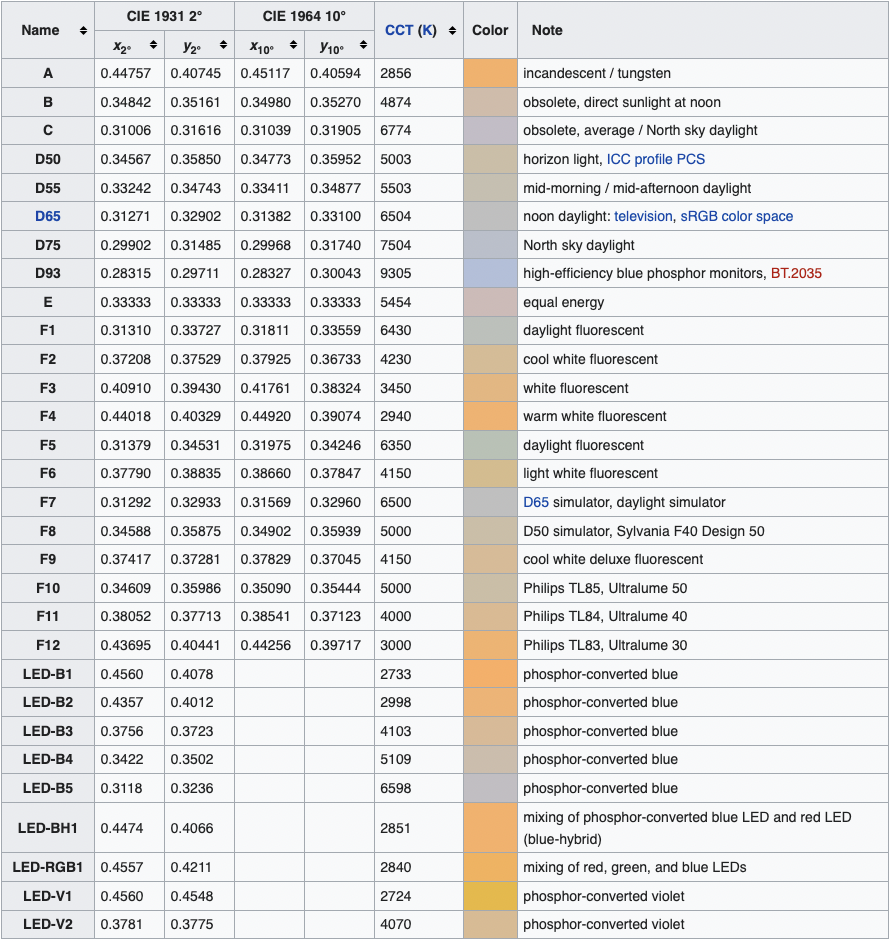 Name CIE 1931 2° CIE 1964 10° CCT (K) Color Note
x2° y2° x10° y10°
A 0.44757 0.40745 0.45117 0.40594 2856 incandescent / tungsten
B 0.34842 0.35161 0.34980 0.35270 4874 obsolete, direct sunlight at noon
C 0.31006 0.31616 0.31039 0.31905 6774 obsolete, average / North sky daylight
D50 0.34567 0.35850 0.34773 0.35952 5003 horizon light, ICC profile PCS
D55 0.33242 0.34743 0.33411 0.34877 5503 mid-morning / mid-afternoon daylight
D65 0.31271 0.32902 0.31382 0.33100 6504 noon daylight: television, sRGB color space
D75 0.29902 0.31485 0.29968 0.31740 7504 North sky daylight
D93 0.28315 0.29711 0.28327 0.30043 9305 high-efficiency blue phosphor monitors, BT.2035
E 0.33333 0.33333 0.33333 0.33333 5454 equal energy
F1 0.31310 0.33727 0.31811 0.33559 6430 daylight fluorescent
F2 0.37208 0.37529 0.37925 0.36733 4230 cool white fluorescent
F3 0.40910 0.39430 0.41761 0.38324 3450 white fluorescent
F4 0.44018 0.40329 0.44920 0.39074 2940 warm white fluorescent
F5 0.31379 0.34531 0.31975 0.34246 6350 daylight fluorescent
F6 0.37790 0.38835 0.38660 0.37847 4150 light white fluorescent
F7 0.31292 0.32933 0.31569 0.32960 6500 D65 simulator, daylight simulator
F8 0.34588 0.35875 0.34902 0.35939 5000 D50 simulator, Sylvania F40 Design 50
F9 0.37417 0.37281 0.37829 0.37045 4150 cool white deluxe fluorescent
F10 0.34609 0.35986 0.35090 0.35444 5000 Philips TL85, Ultralume 50
F11 0.38052 0.37713 0.38541 0.37123 4000 Philips TL84, Ultralume 40
F12 0.43695 0.40441 0.44256 0.39717 3000 Philips TL83, Ultralume 30
LED-B1 0.4560 0.4078 2733 phosphor-converted blue
LED-B2 0.4357 0.4012 2998 phosphor-converted blue
LED-B3 0.3756 0.3723 4103 phosphor-converted blue
LED-B4 0.3422 0.3502 5109 phosphor-converted blue
LED-B5 0.3118 0.3236 6598 phosphor-converted blue
LED-BH1 0.4474 0.4066 2851 mixing of phosphor-converted blue LED and red LED
(blue-hybrid)
LED-RGB1 0.4557 0.4211 2840 mixing of red, green, and blue LEDs
LED-V1 0.4560 0.4548 2724 phosphor-converted violet
LED-V2 0.3781 0.3775 4070 phosphor-converted violet